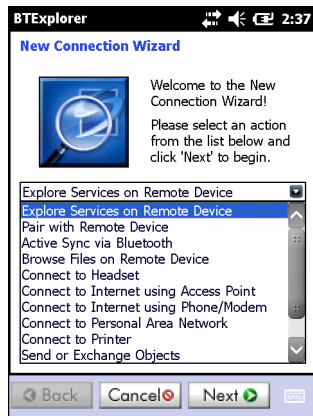 BTExplorer 2:37
New Connection Wizard
Welcome to the New
Connection Wizard!
Please select an action
from the list below and
click 'Next' to begin.
Explore Services on Remote Device
Explore Services on Remote Device
Pair with Remote Device
Active Sync via Bluetooth
Browse Files on Remote Device
Connect to Headset
Connect to Internet using Access Point
Connect to Internet using Phone/Modem
Connect to Personal Area Network
Connect to Printer
Send or Exchange Objects
Back Cancel Next